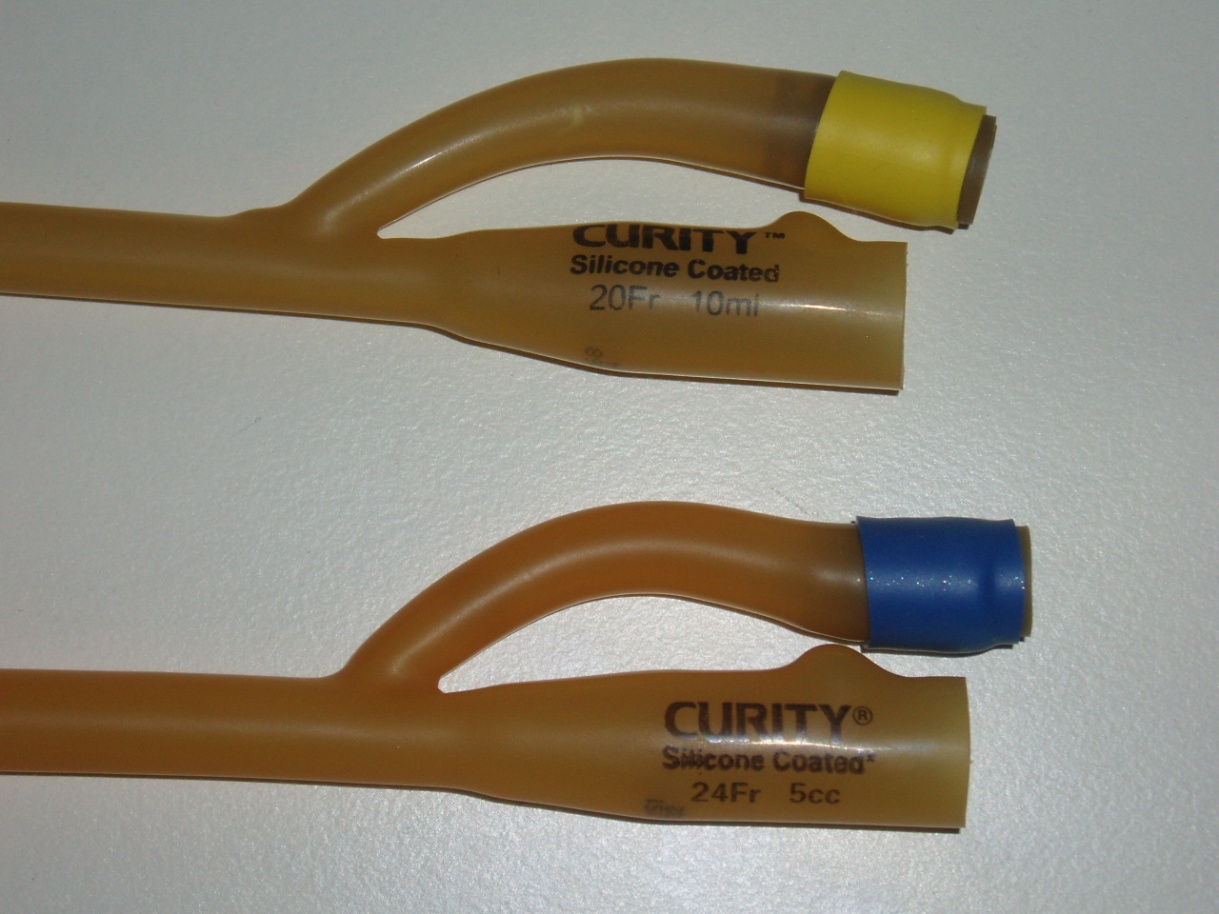 CURITY™
Silicone Coated
20Fr 10ml
CURITY®
Silicone Coated*
24Fr 5cc